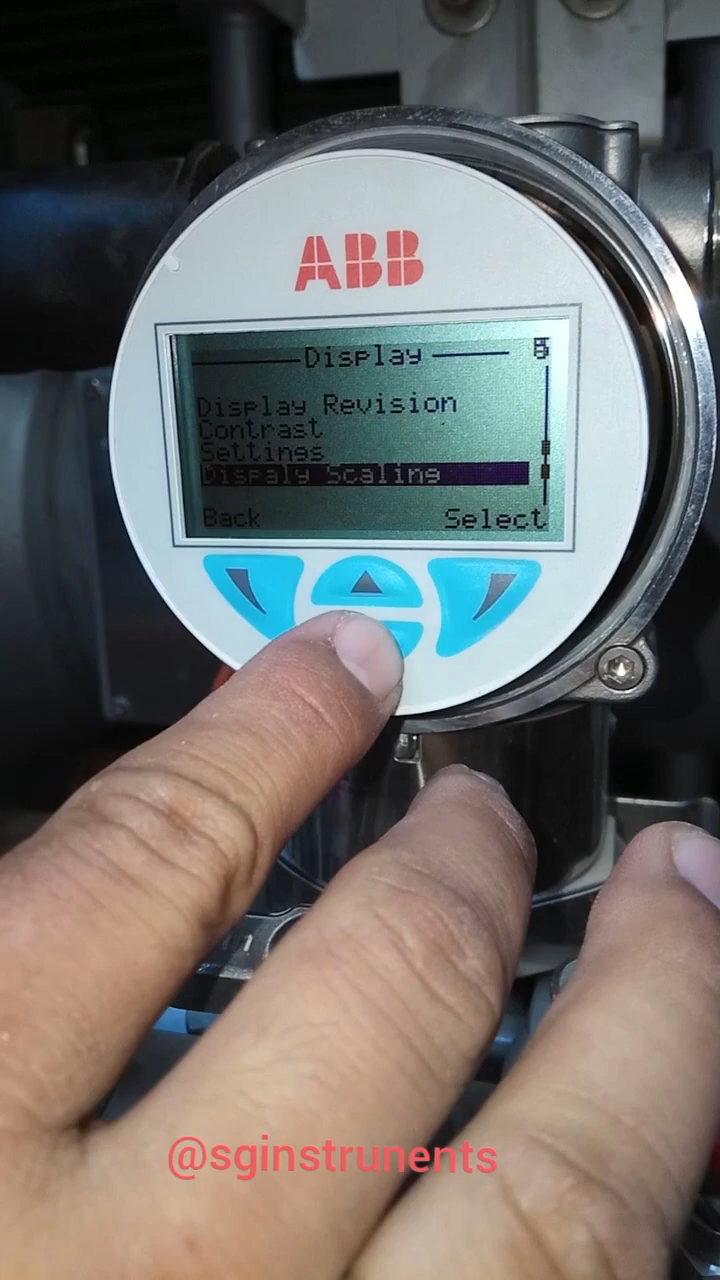 ABB
Display
Display Revision
Contrast
Settings
Dispaly Scaling
Back Select
@sginstrunents